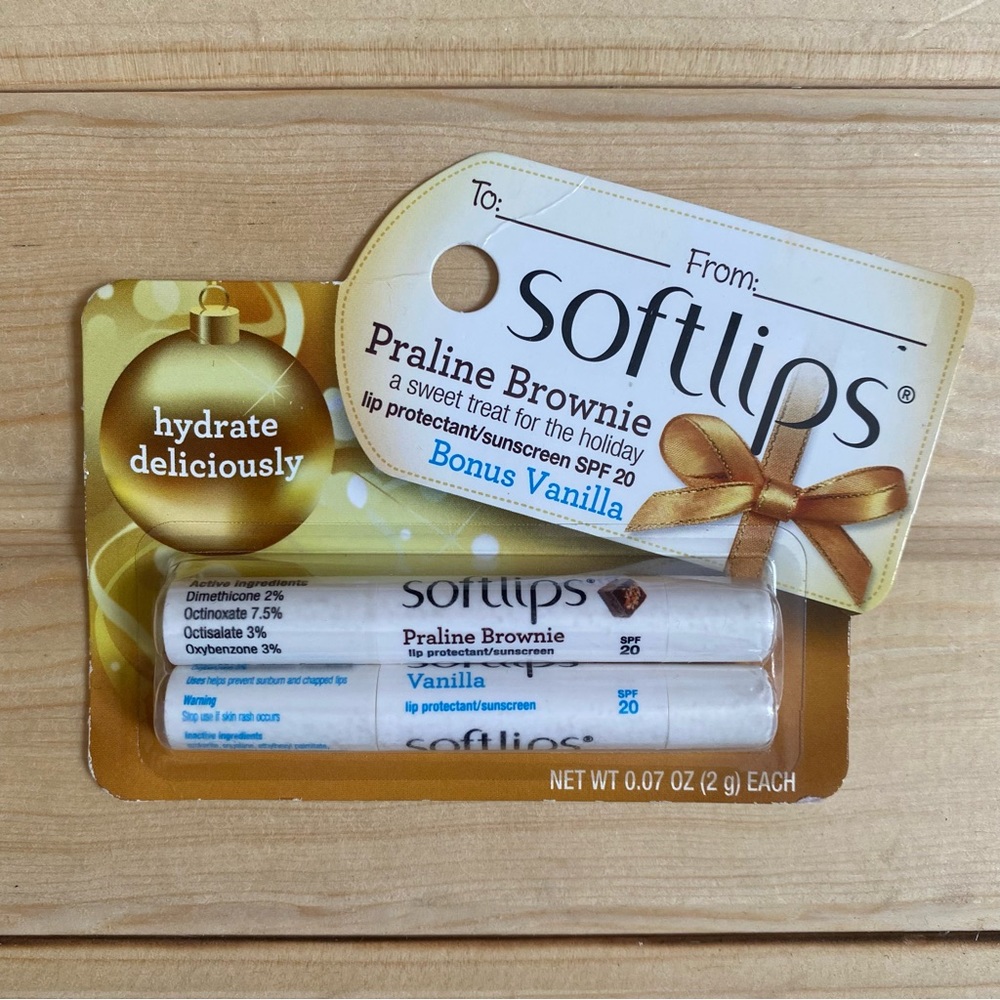 To:
From:
softlips®
Praline Brownie
a sweet treat for the holiday
lip protectant/sunscreen SPF 20
Bonus Vanilla
hydrate
deliciously
Active ingredients
Dimethicone 2%
Octinoxate 7.5%
Octisalate 3%
Oxybenzone 3%
softlips®
Praline Brownie
lip protectant/sunscreen
SPF
20
Uses helps prevent sunburn and chapped lips
Warning
Stop use if skin rash occurs
Inactive ingredients
softlips
Vanilla
lip protectant/sunscreen
SPF
20
softlips®
NET WT 0.07 OZ (2 g) EACH